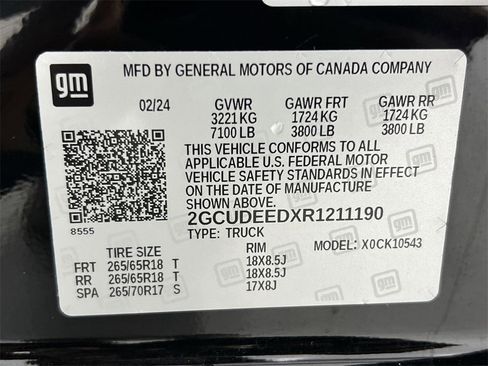 gm
MFD BY GENERAL MOTORS OF CANADA COMPANY
02/24 GVWR GAWR FRT GAWR RR
3221 KG 1724 KG 1724 KG
7100 LB 3800 LB 3800 LB
THIS VEHICLE CONFORMS TO ALL
APPLICABLE U.S. FEDERAL MOTOR
VEHICLE SAFETY STANDARDS IN EFFECT
ON THE DATE OF MANUFACTURE
SHOWN ABOVE.
8555
2GCUDEEDXR1211190
TYPE: TRUCK MODEL: X0CK10543
TIRE SIZE RIM
FRT 265/65R18 T 18X8.5J
RR 265/65R18 T 18X8.5J
SPA 265/70R17 S 17X8J